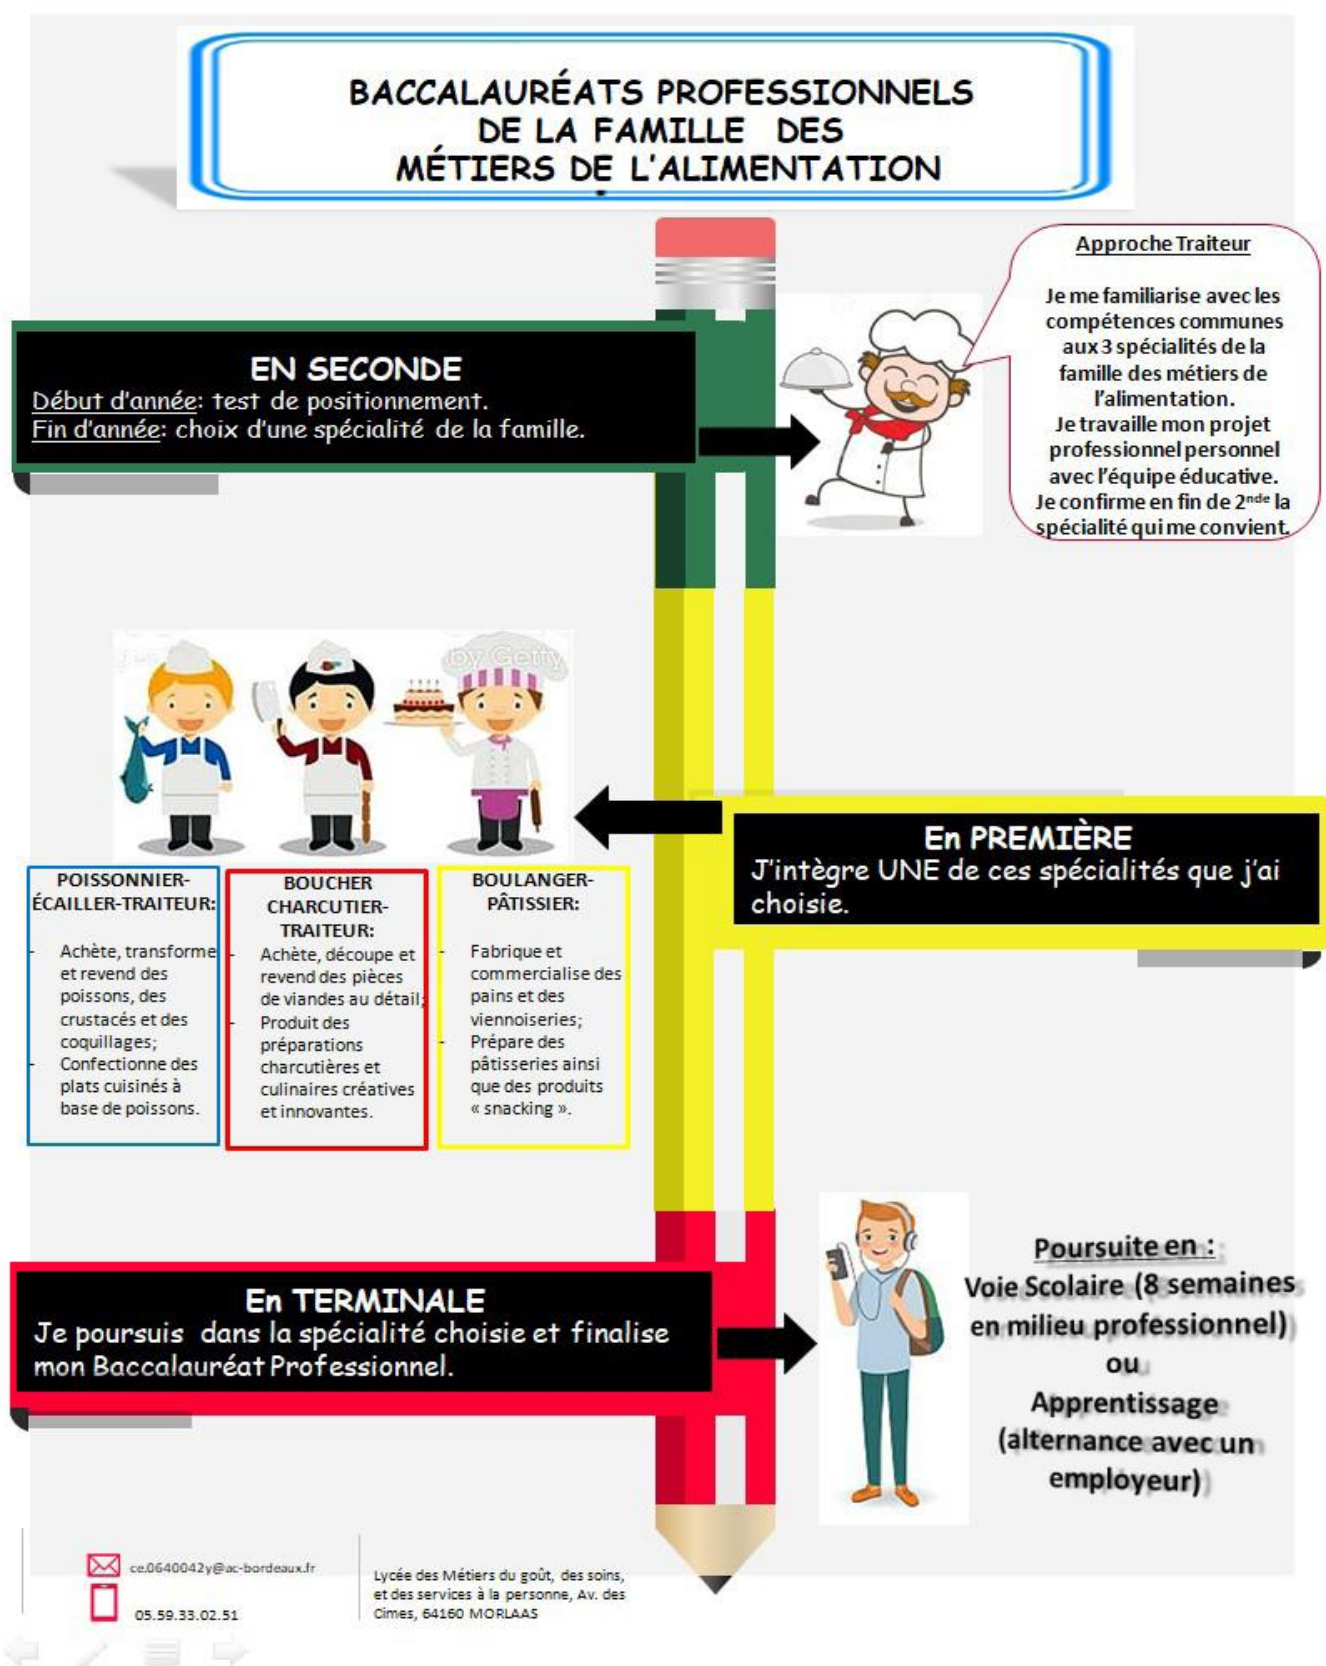 BACCALAURÉATS PROFESSIONNELS
DE LA FAMILLE DES
MÉTIERS DE L'ALIMENTATION
Approche Traiteur
Je me familiarise avec les
compétences communes
aux 3 spécialités de la
famille des métiers de
l'alimentation.
Je travaille mon projet
professionnel personnel
avec l'équipe éducative.
Je confirme en fin de 2nde la
spécialité qui me convient.
EN SECONDE
Début d'année: test de positionnement.
Fin d'année: choix d'une spécialité de la famille.
by Getty
En PREMIÈRE
J'intègre UNE de ces spécialités que j'ai
choisie.
POISSONNIER-
ÉCAILLER-TRAITEUR:
- Achète, transforme
et revend des
poissons, des
crustacés et des
coquillages;
- Confectionne des
plats cuisinés à
base de poissons.
BOUCHER
CHARCUTIER-
TRAITEUR:
- Achète, découpe et
revend des pièces
de viandes au détail;
- Produit des
préparations
charcutières et
culinaires créatives
et innovantes.
BOULANGER-
PÂTISSIER:
- Fabrique et
commercialise des
pains et des
viennoiseries;
- Prépare des
pâtisseries ainsi
que des produits
« snacking ».
En TERMINALE
Je poursuis dans la spécialité choisie et finalise
mon Baccalauréat Professionnel.
Poursuite en :
Voie Scolaire (8 semaines
en milieu professionnel)
ou
Apprentissage
(alternance avec un
employeur)
ce.0640042y@ac-bordeaux.fr
05.59.33.02.51
Lycée des Métiers du goût, des soins,
et des services à la personne, Av. des
Cimes, 64160 MORLAAS